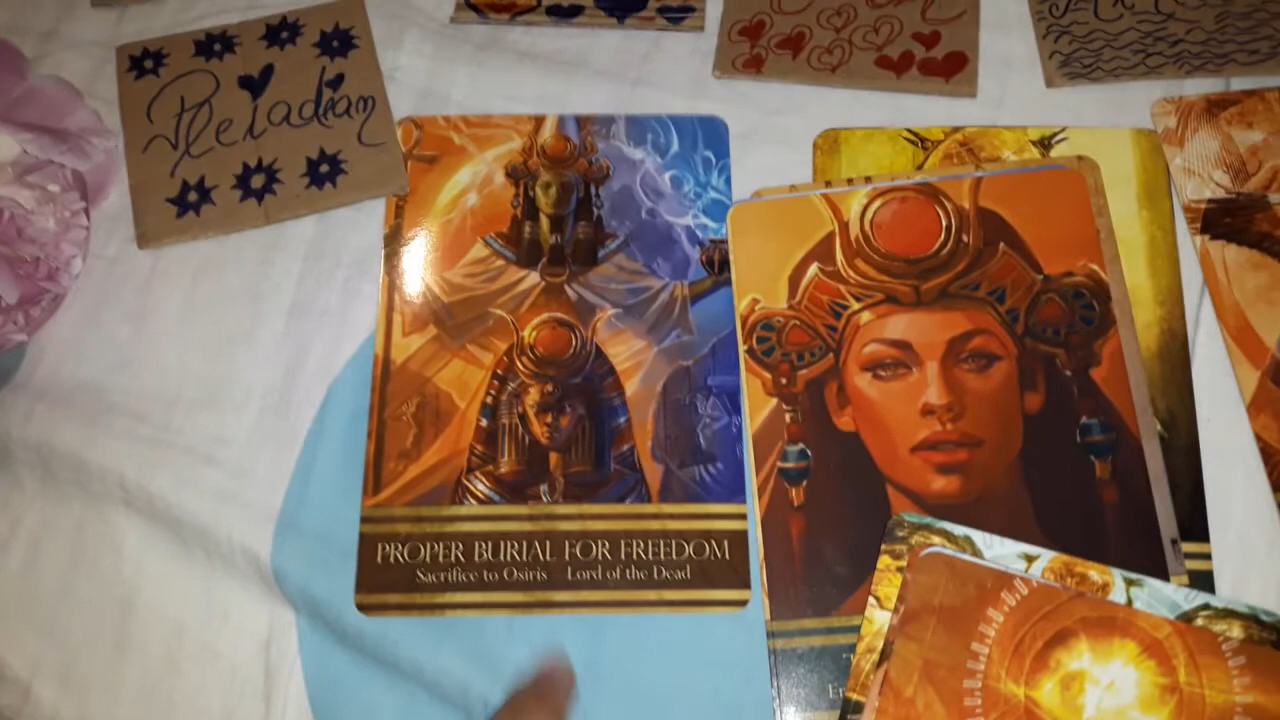 Pleiadian
PROPER BURIAL FOR FREEDOM
Sacrifice to Osiris Lord of the Dead